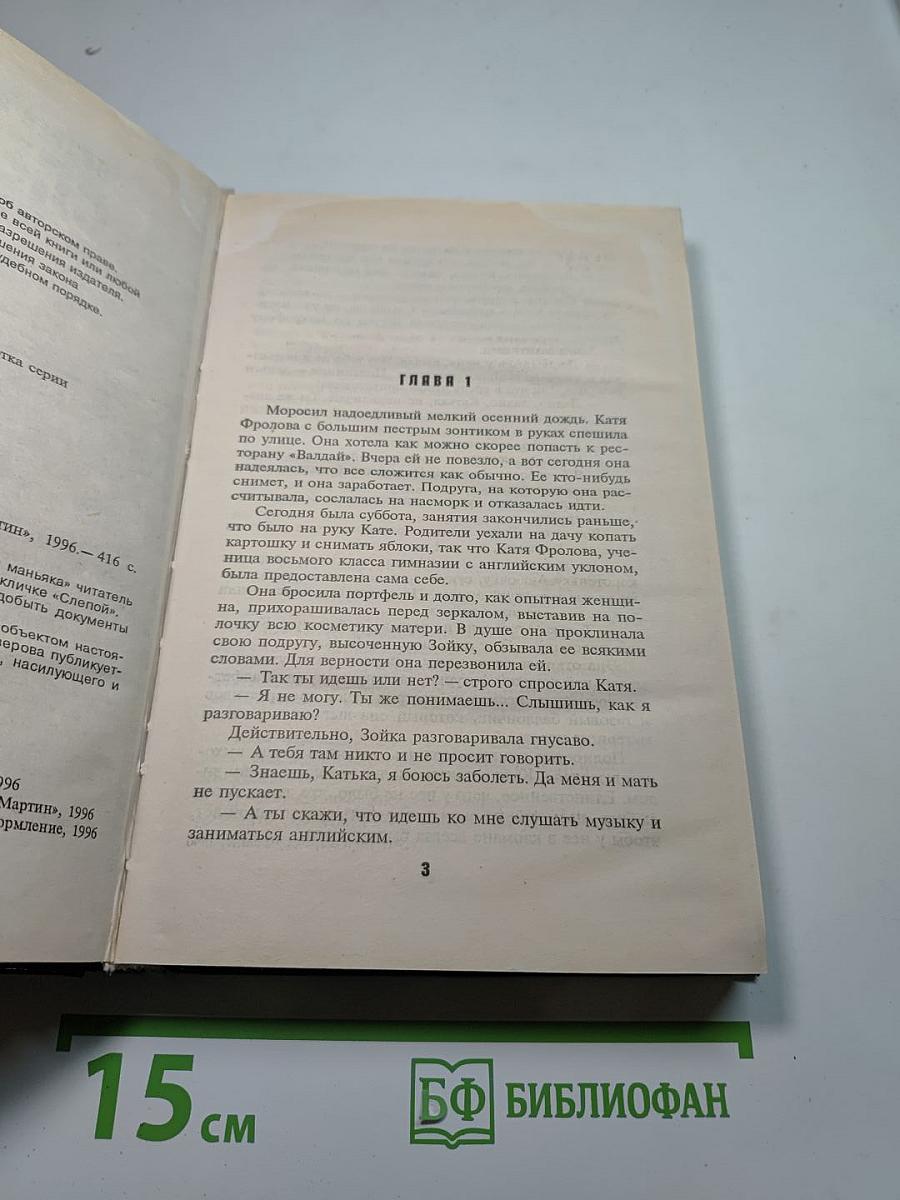 об авторском праве.
е всей книги или любой
азрешения издателя.
шения закона
удебном порядке.
тка серии
тин», 1996.— 416 с.
маньяка» читатель
кличке «Слепой».
добыть документы
объектом настоя-
ерова публикует-
, насилующего и
996
Мартин», 1996
ормление, 1996
ГЛАВА 1
Моросил надоедливый мелкий осенний дождь. Катя
Фролова с большим пестрым зонтиком в руках спешила
по улице. Она хотела как можно скорее попасть к рес-
торану «Валдай». Вчера ей не повезло, а вот сегодня она
надеялась, что все сложится как обычно. Ее кто-нибудь
снимет, и она заработает. Подруга, на которую она рас-
считывала, сослалась на насморк и отказалась идти.
Сегодня была суббота, занятия закончились раньше,
что было на руку Кате. Родители уехали на дачу копать
картошку и снимать яблоки, так что Катя Фролова, уче-
ница восьмого класса гимназии с английским уклоном,
была предоставлена сама себе.
Она бросила портфель и долго, как опытная женщи-
на, прихорашивалась перед зеркалом, выставив на по-
лочку всю косметику матери. В душе она проклинала
свою подругу, высоченную Зойку, обзывала ее всякими
словами. Для верности она перезвонила ей.
— Так ты идешь или нет? — строго спросила Катя.
— Я не могу. Ты же понимаешь... Слышишь, как я
разговариваю?
Действительно, Зойка разговаривала гнусаво.
— А тебя там никто и не просит говорить.
— Знаешь, Катька, я боюсь заболеть. Да меня и мать
не пускает.
— А ты скажи, что идешь ко мне слушать музыку и
заниматься английским.
3
15 см
БФ БИБЛИОФАН